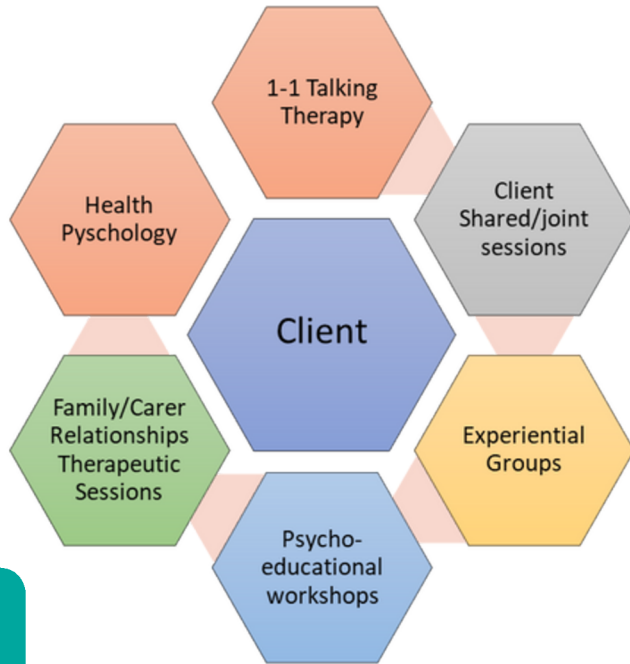 1-1 Talking
Therapy
Client
Shared/joint
sessions
Experiential
Groups
Psycho-
educational
workshops
Family/Carer
Relationships
Therapeutic
Sessions
Health
Pyschology
Client